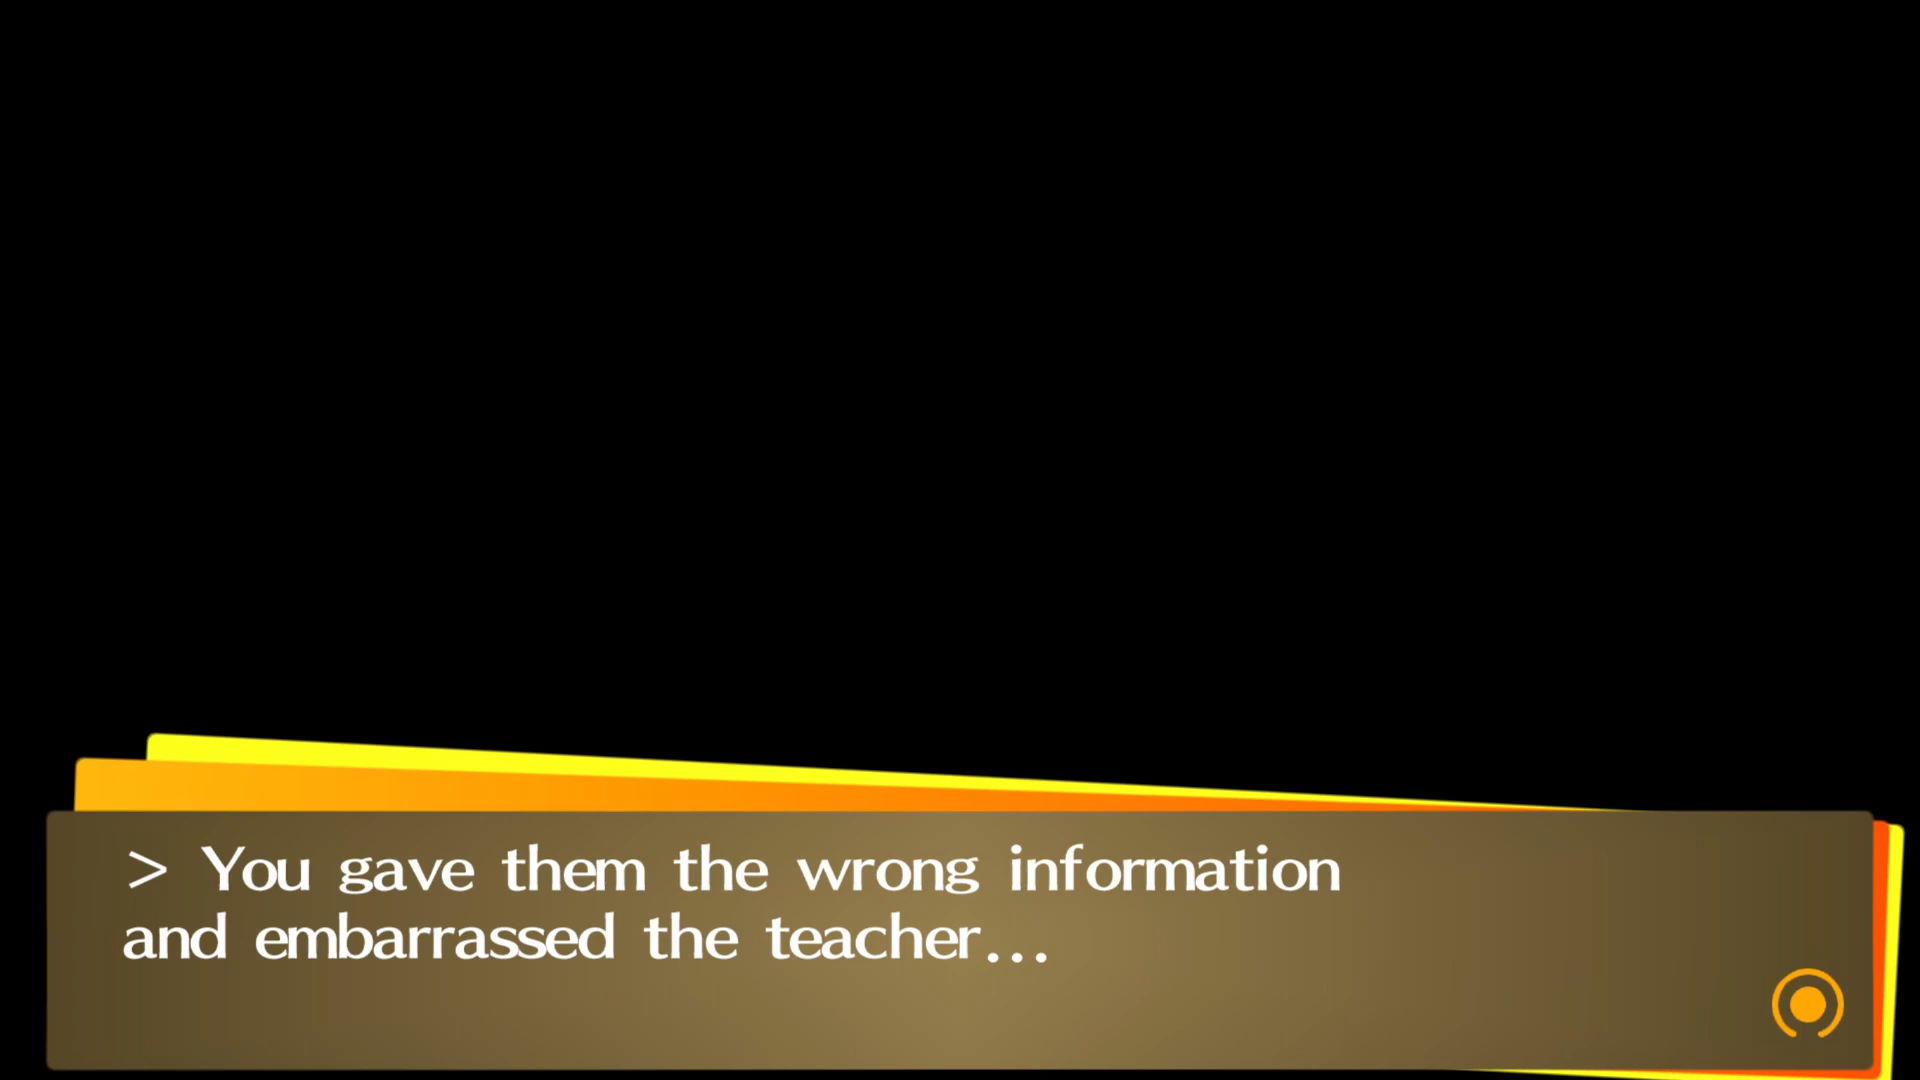 > You gave them the wrong information
and embarrassed the teacher...